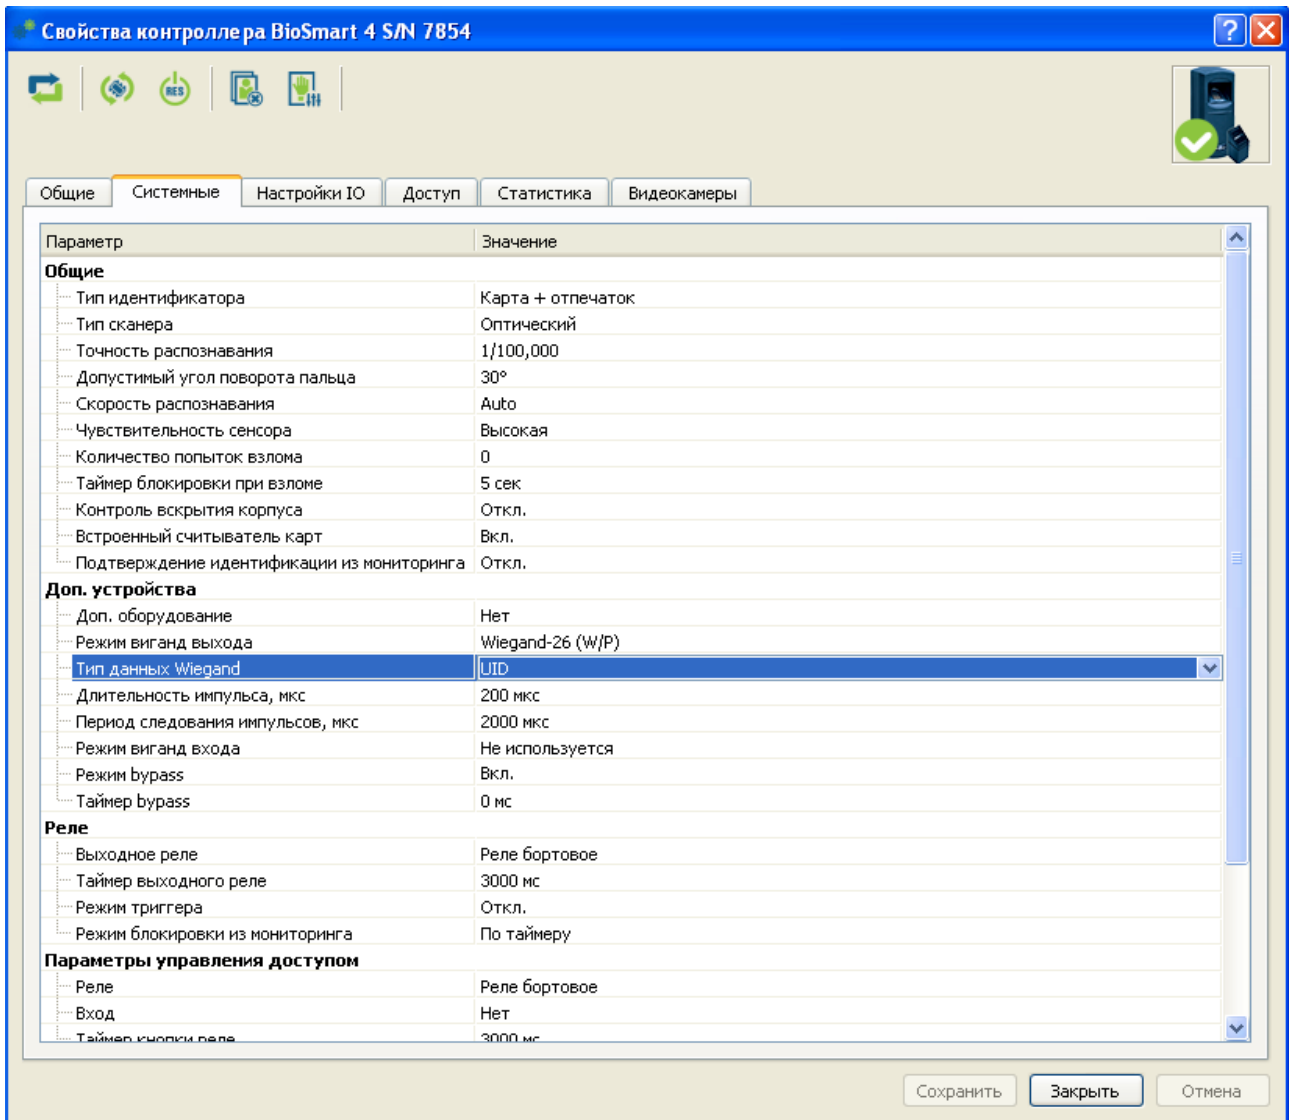 Свойства контроллера BioSmart 4 S/N 7854
RES
Общие Системные Настройки IO Доступ Статистика Видеокамеры
Параметр Значение
Общие
Тип идентификатора Карта + отпечаток
Тип сканера Оптический
Точность распознавания 1/100,000
Допустимый угол поворота пальца 30°
Скорость распознавания Auto
Чувствительность сенсора Высокая
Количество попыток взлома 0
Таймер блокировки при взломе 5 сек
Контроль вскрытия корпуса Откл.
Встроенный считыватель карт Вкл.
Подтверждение идентификации из мониторинга Откл.
Доп. устройства
Доп. оборудование Нет
Режим виганд выхода Wiegand-26 (W/P)
Тип данных Wiegand UID
Длительность импульса, мкс 200 мкс
Период следования импульсов, мкс 2000 мкс
Режим виганд входа Не используется
Режим bypass Вкл.
Таймер bypass 0 мс
Реле
Выходное реле Реле бортовое
Таймер выходного реле 3000 мс
Режим триггера Откл.
Режим блокировки из мониторинга По таймеру
Параметры управления доступом
Реле Реле бортовое
Вход Нет
Таймер кнопки реле 3000 мс
Сохранить Закрыть Отмена